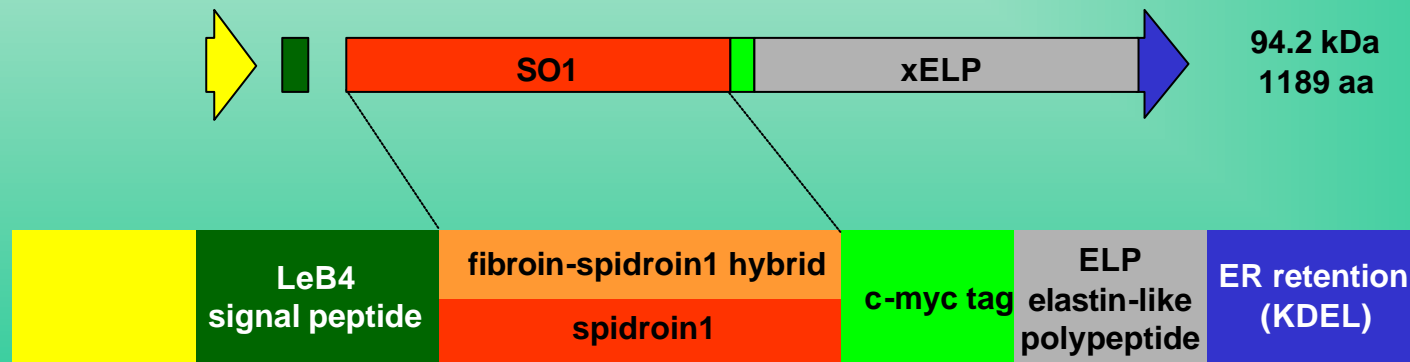 SO1
xELP
94.2 kDa
1189 aa
LeB4
signal peptide
fibroin-spidroin1 hybrid
spidroin1
c-myc tag
ELP
elastin-like
polypeptide
ER retention
(KDEL)